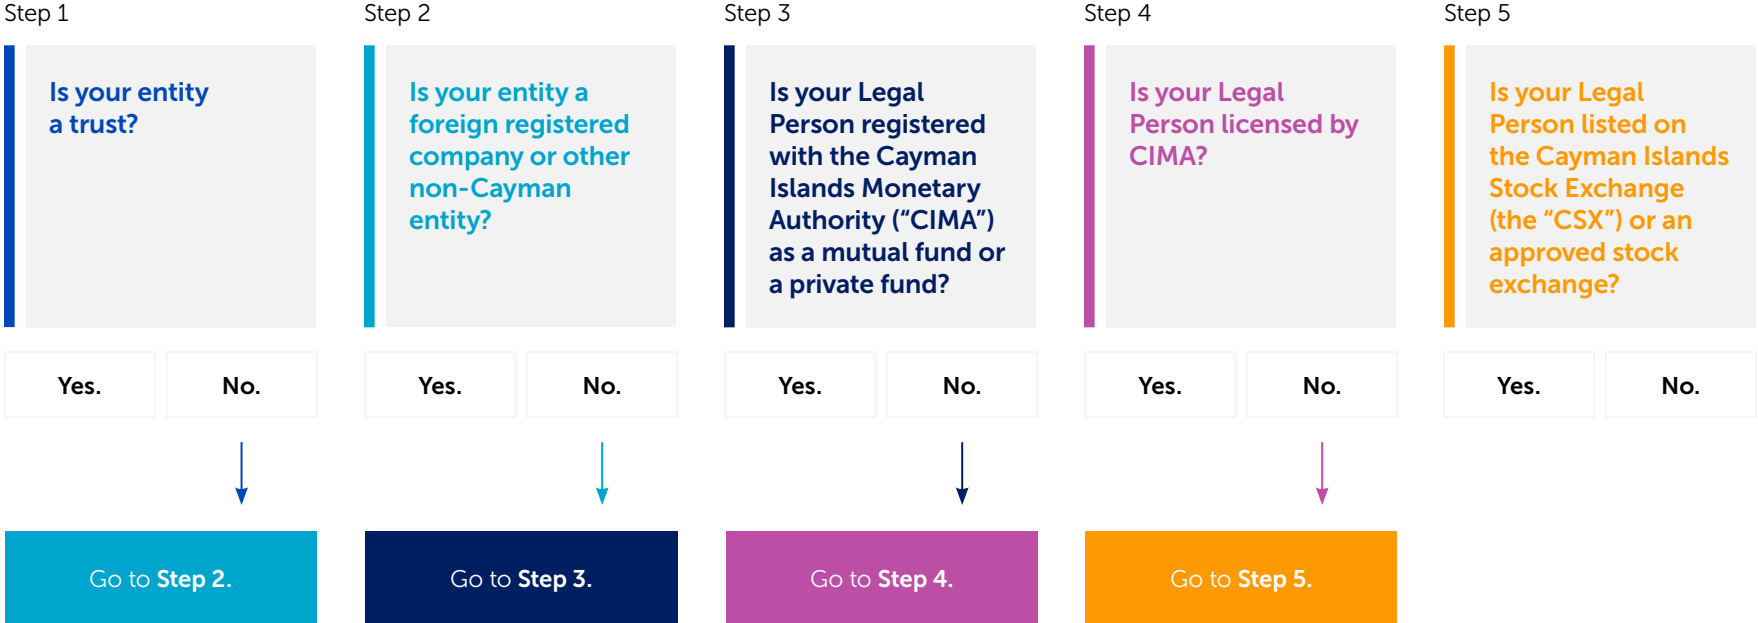 Step 1
Is your entity
a trust?
Yes.
No.
Go to Step 2.
Step 2
Is your entity a
foreign registered
company or other
non-Cayman
entity?
Yes.
No.
Go to Step 3.
Step 3
Is your Legal
Person registered
with the Cayman
Islands Monetary
Authority (“CIMA”)
as a mutual fund or
a private fund?
Yes.
No.
Go to Step 4.
Step 4
Is your Legal
Person licensed by
CIMA?
Yes.
No.
Go to Step 5.
Step 5
Is your Legal
Person listed on
the Cayman Islands
Stock Exchange
(the “CSX”) or an
approved stock
exchange?
Yes.
No.